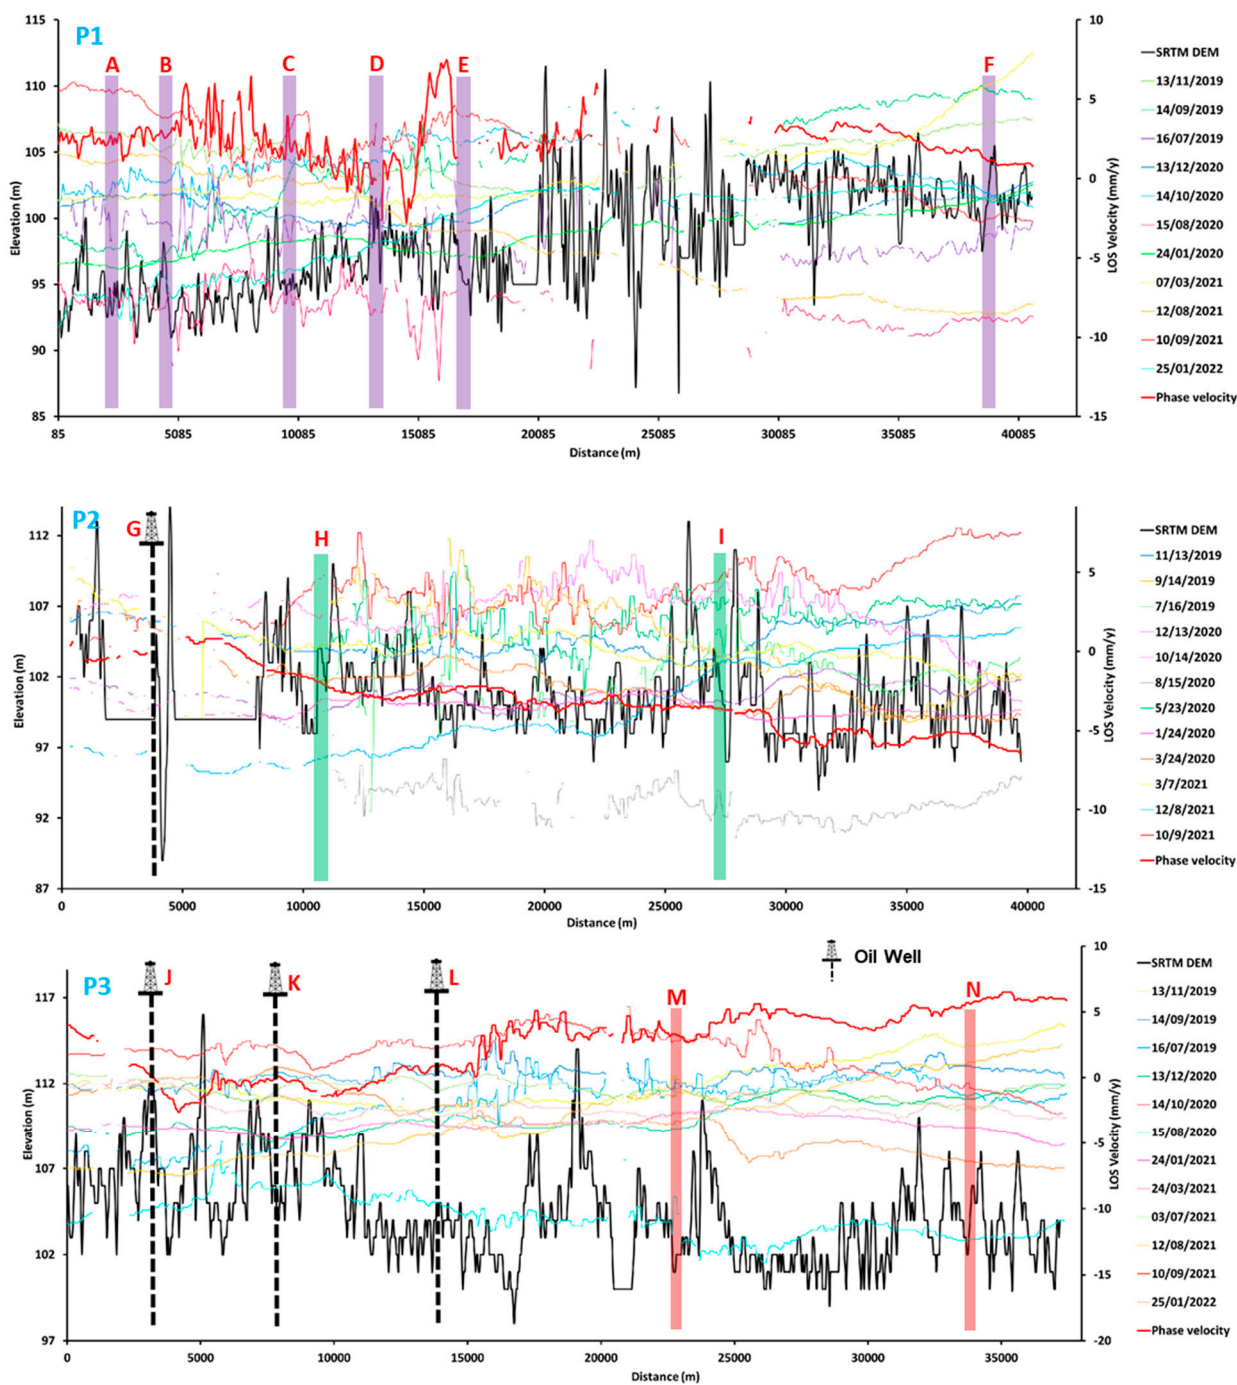 P1
A B C D E F
115
110
105
100
95
90
85
Elevation (m)
10
5
0
-5
-10
-15
LOS Velocity (mm/y)
85 5085 10085 15085 20085 25085 30085 35085 40085
Distance (m)
SRTM DEM
13/11/2019
14/09/2019
16/07/2019
13/12/2020
14/10/2020
15/08/2020
24/01/2020
07/03/2021
12/08/2021
10/09/2021
25/01/2022
Phase velocity
P2
G H I
112
107
102
97
92
87
Elevation (m)
5
0
-5
-10
-15
LOS Velocity (mm/y)
0 5000 10000 15000 20000 25000 30000 35000 40000
Distance (m)
SRTM DEM
11/13/2019
9/14/2019
7/16/2019
12/13/2020
10/14/2020
8/15/2020
5/23/2020
1/24/2020
3/24/2020
3/7/2021
12/8/2021
10/9/2021
Phase velocity
P3
J K L M N
Oil Well
117
112
107
102
97
Elevation (m)
10
5
0
-5
-10
-15
-20
LOS Velocity (mm/y)
0 5000 10000 15000 20000 25000 30000 35000
Distance (m)
SRTM DEM
13/11/2019
14/09/2019
16/07/2019
13/12/2020
14/10/2020
15/08/2020
24/01/2021
24/03/2021
03/07/2021
12/08/2021
10/09/2021
25/01/2022
Phase velocity